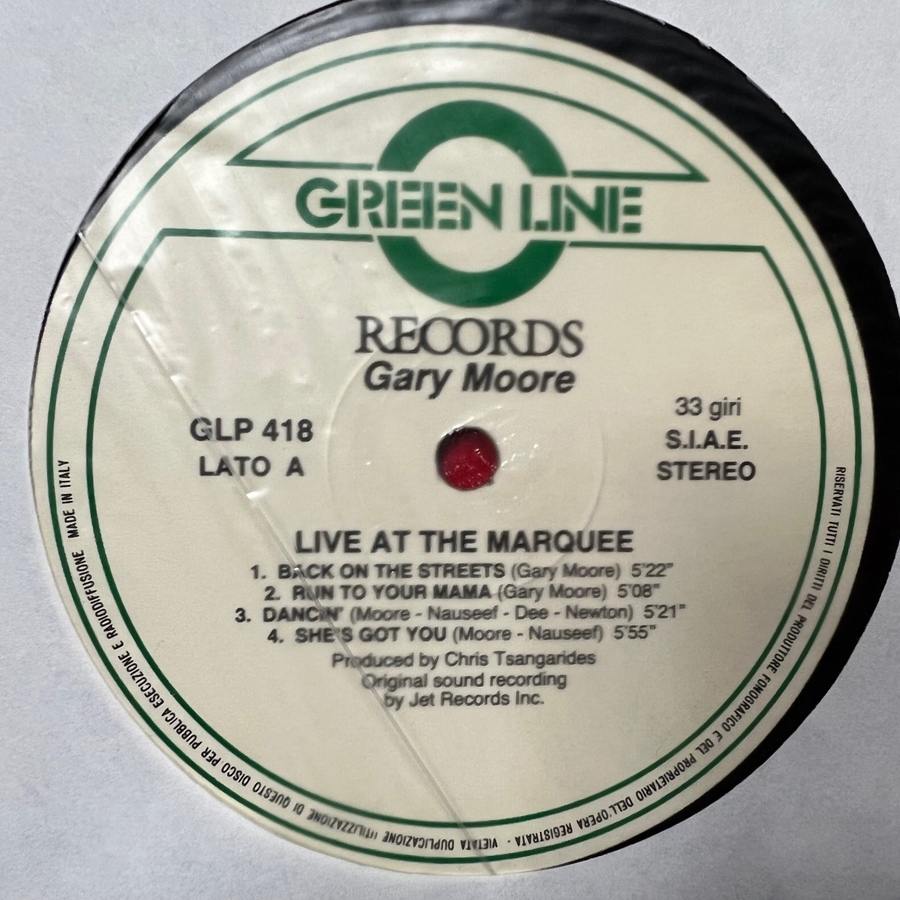 GREEN LINE
RECORDS
Gary Moore
GLP 418
LATO A
33 giri
S.I.A.E.
STEREO
LIVE AT THE MARQUEE
1. BACK ON THE STREETS (Gary Moore) 5'22"
2. RUN TO YOUR MAMA (Gary Moore) 5'08"
3. DANCIN' (Moore - Nauseef - Dee - Newton) 5'21"
4. SHE'S GOT YOU (Moore - Nauseef) 5'55"
Produced by Chris Tsangarides
Original sound recording
by Jet Records Inc.
RISERVATI TUTTI I DIRITTI DEL PRODUTTORE FONOGRAFICO E DEL PROPRIETARIO DELL'OPERA REGISTRATA - VIETATA DUPLICAZIONE UTILIZZAZIONE DI QUESTO DISCO PER PUBBLICA ESECUZIONE E RADIODIFFUSIONE MADE IN ITALY